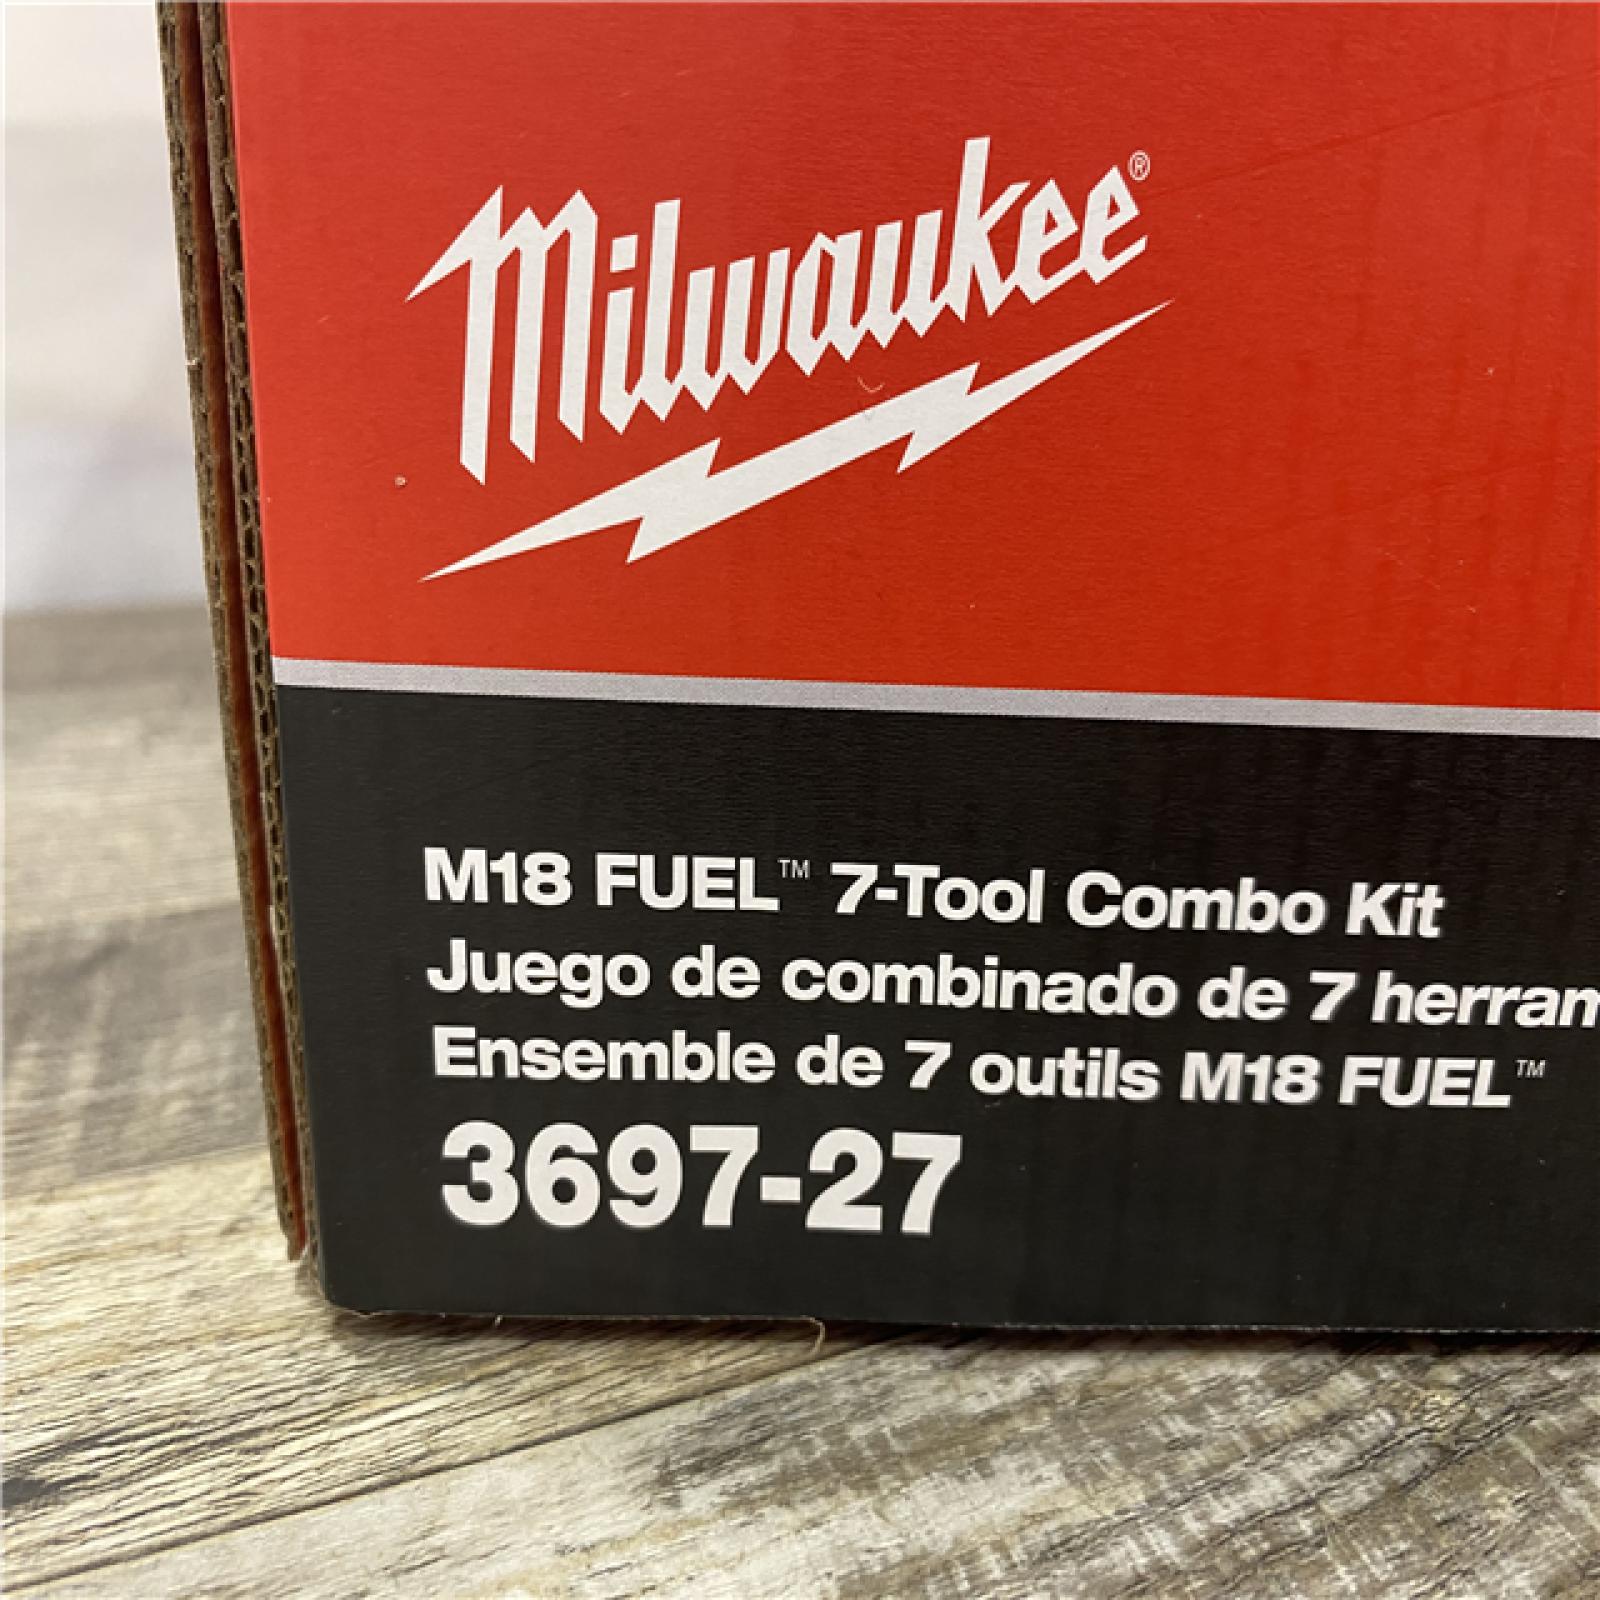 Milwaukee®
M18 FUEL™ 7-Tool Combo Kit
Juego de combinado de 7
Ensemble de 7 outils M18 FUEL™
3697-27